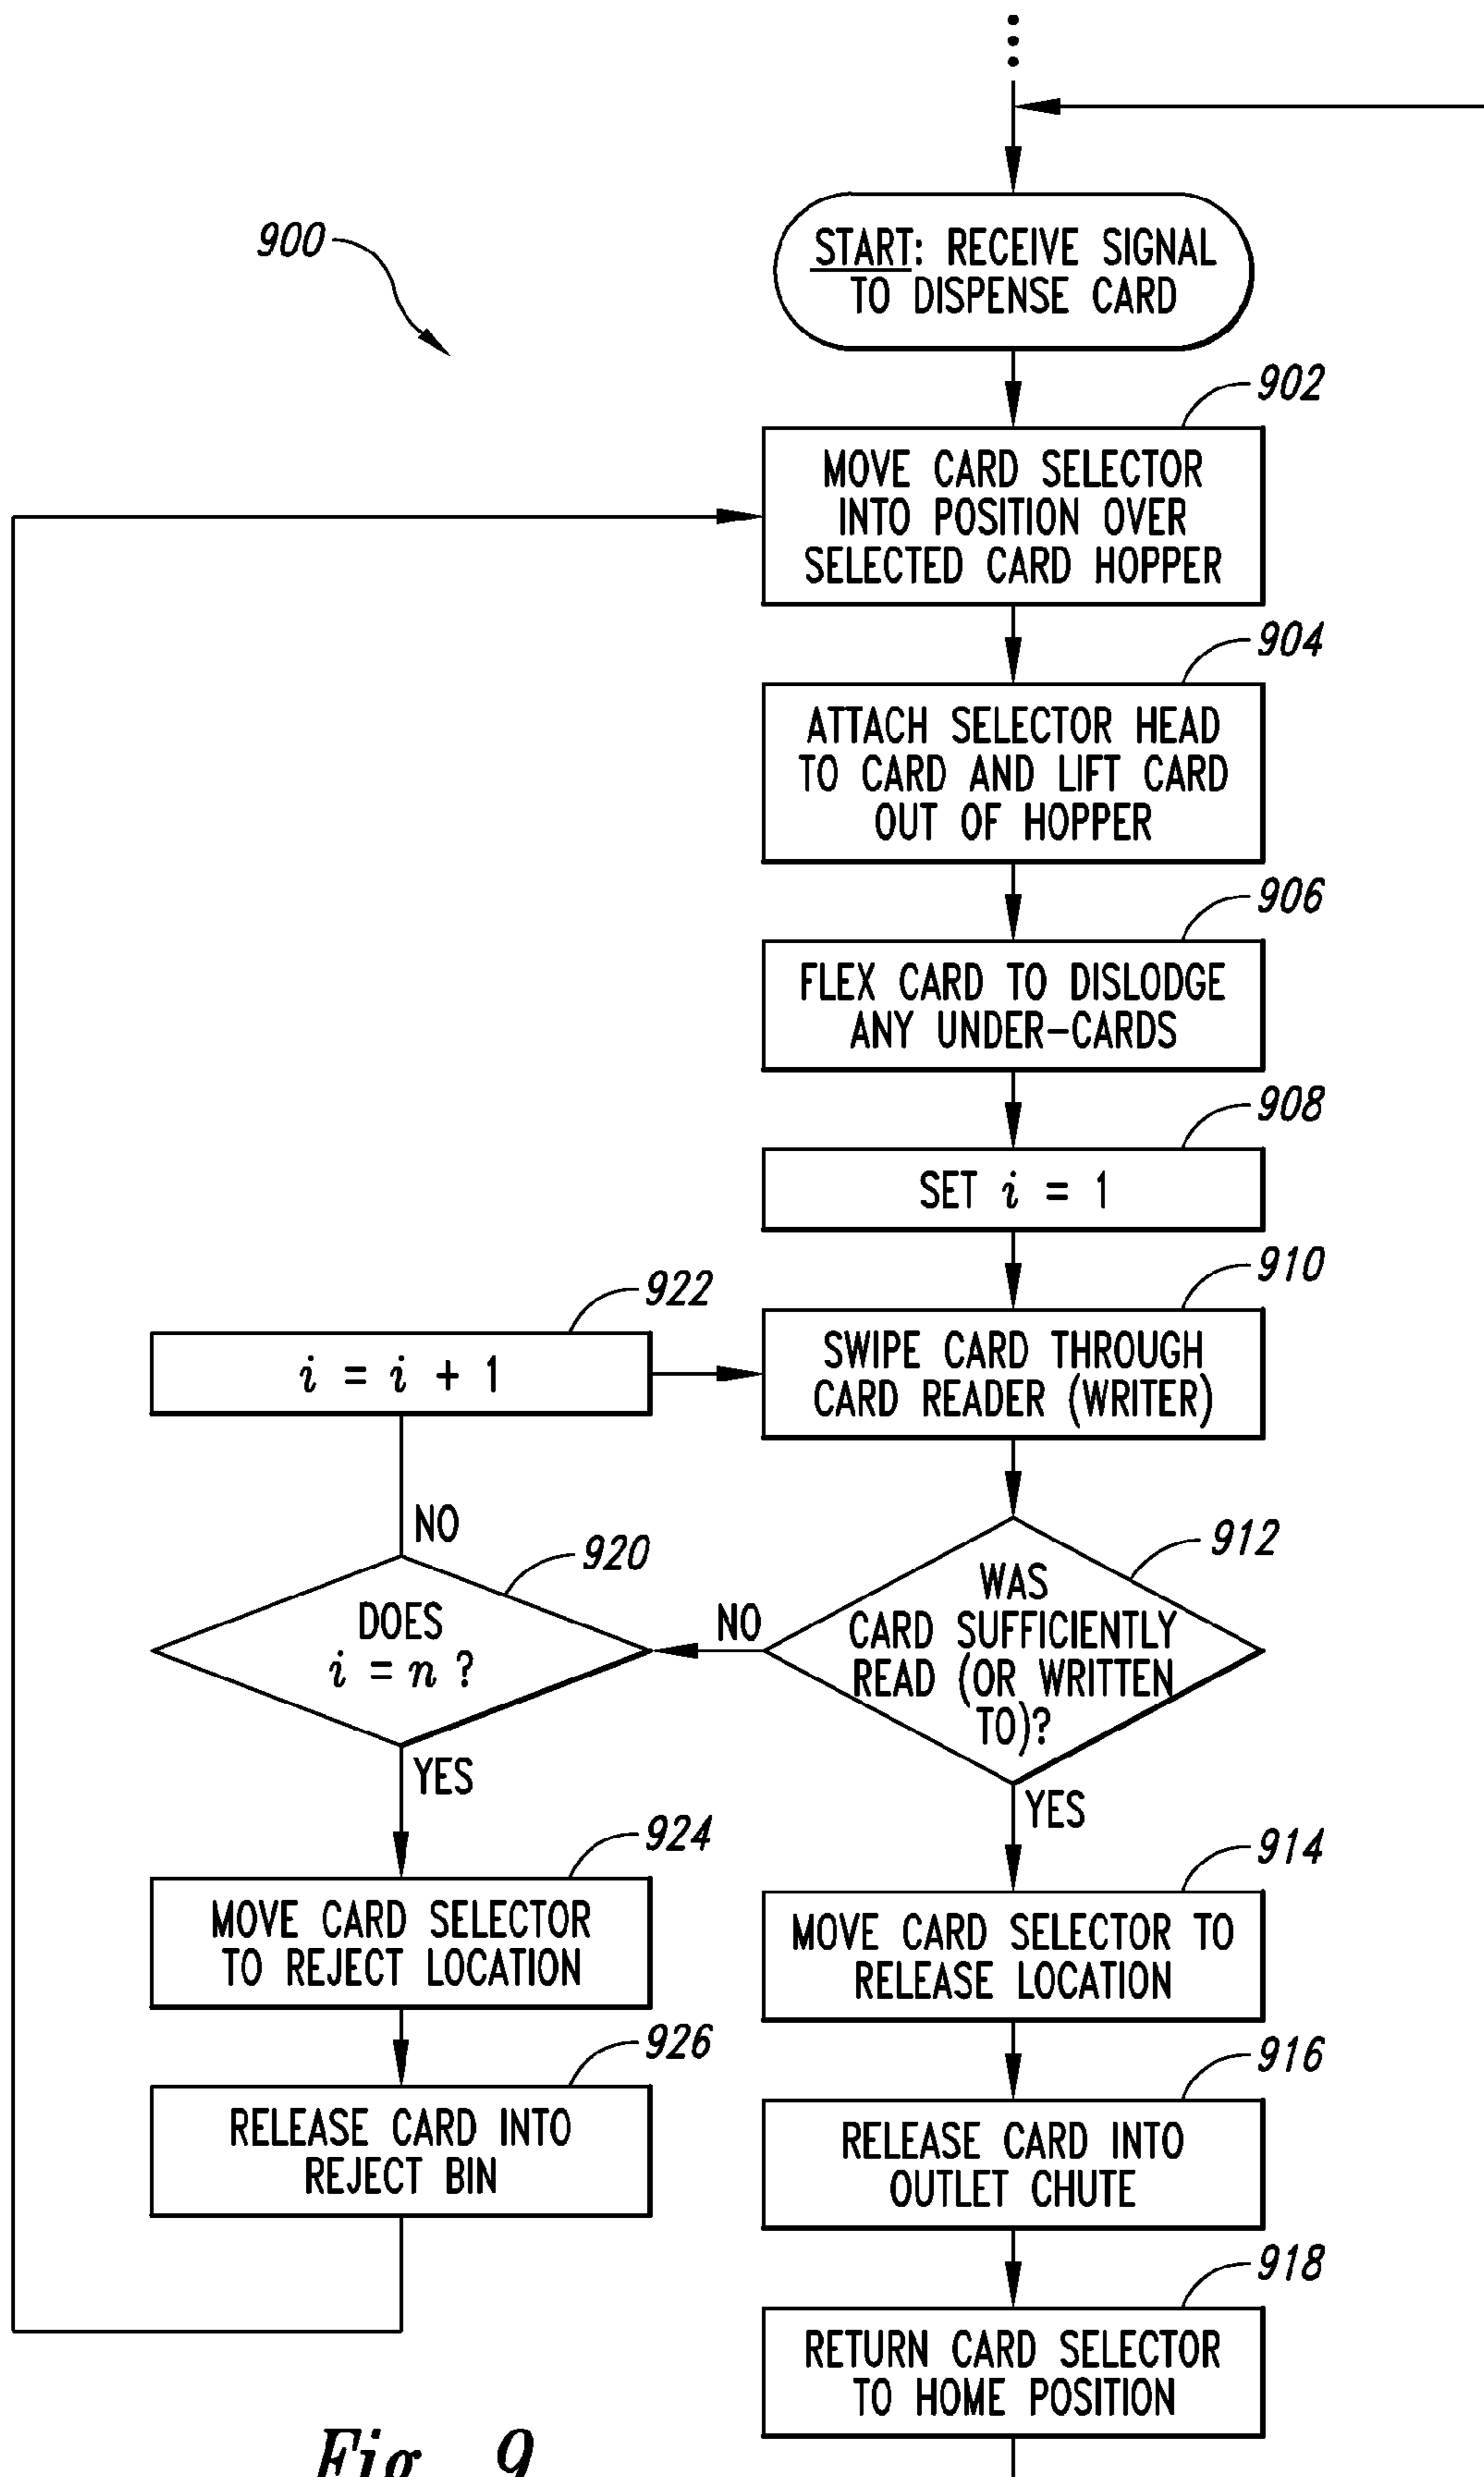 900
START: RECEIVE SIGNAL
TO DISPENSE CARD
902
MOVE CARD SELECTOR
INTO POSITION OVER
SELECTED CARD HOPPER
904
ATTACH SELECTOR HEAD
TO CARD AND LIFT CARD
OUT OF HOPPER
906
FLEX CARD TO DISLODGE
ANY UNDER-CARDS
908
SET i = 1
910
SWIPE CARD THROUGH
CARD READER (WRITER)
922
i = i + 1
912
WAS
CARD SUFFICIENTLY
READ (OR WRITTEN
TO)?
NO
920
DOES
i = n ?
NO
YES
YES
924
MOVE CARD SELECTOR
TO REJECT LOCATION
926
RELEASE CARD INTO
REJECT BIN
914
MOVE CARD SELECTOR TO
RELEASE LOCATION
916
RELEASE CARD INTO
OUTLET CHUTE
918
RETURN CARD SELECTOR
TO HOME POSITION
Fig. 9